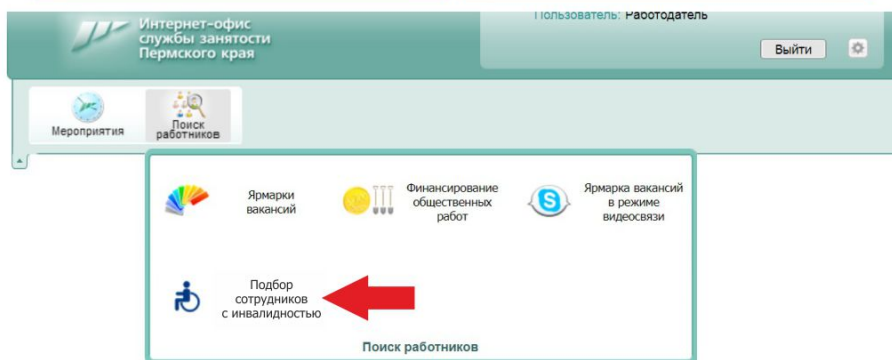 Пользователь: Работодатель
Интернет-офис
службы занятости
Пермского края
Выйти
Мероприятия
Поиск
работников
Ярмарки
вакансий
Финансирование
общественных
работ
Ярмарка вакансий
в режиме
видеосвязи
Подбор
сотрудников
с инвалидностью
Поиск работников